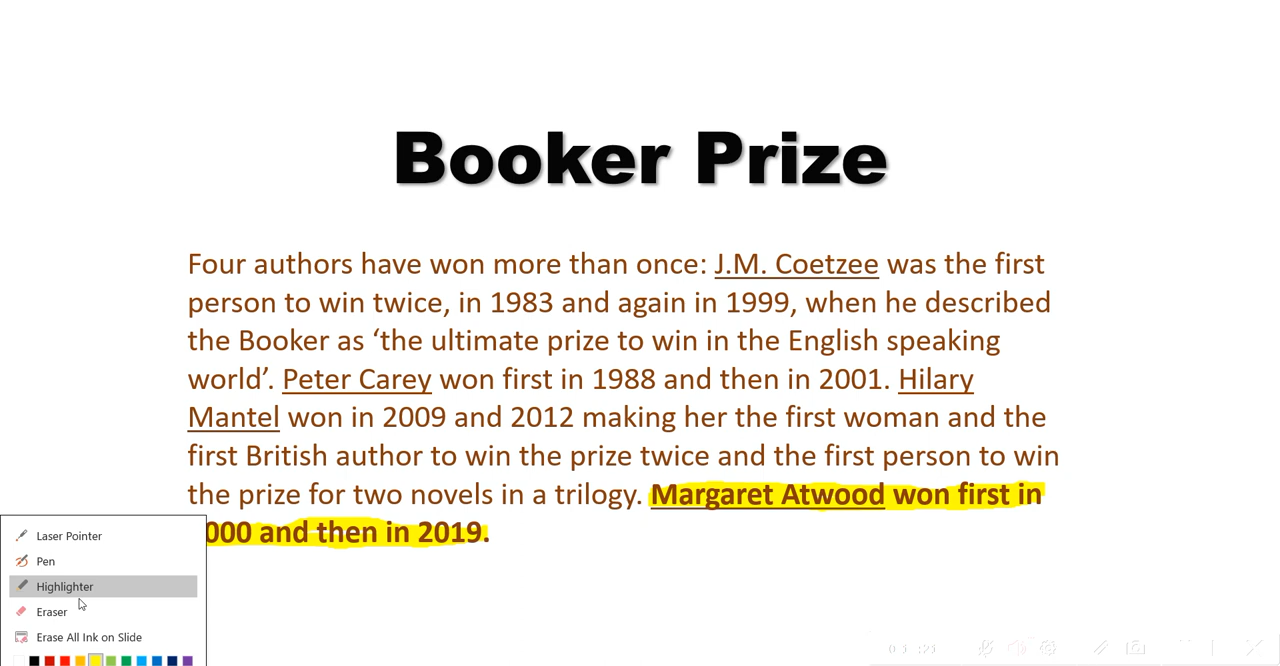 Booker Prize
Four authors have won more than once: J.M. Coetzee was the first
person to win twice, in 1983 and again in 1999, when he described
the Booker as ‘the ultimate prize to win in the English speaking
world’. Peter Carey won first in 1988 and then in 2001. Hilary
Mantel won in 2009 and 2012 making her the first woman and the
first British author to win the prize twice and the first person to win
the prize for two novels in a trilogy. Margaret Atwood won first in
000 and then in 2019.
Laser Pointer
Pen
Highlighter
Eraser
Erase All Ink on Slide